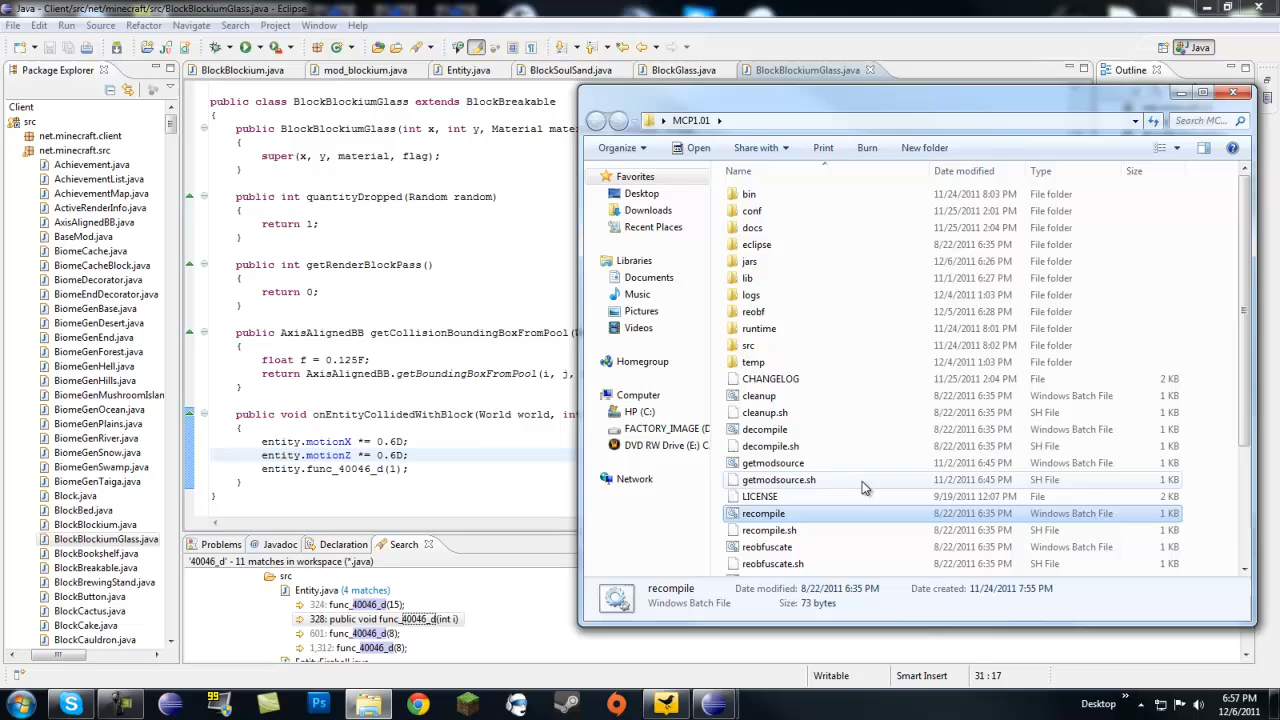 Java - Client/src/net/minecraft/src/BlockBlockiumGlass.java - Eclipse
File Edit Run Source Refactor Navigate Search Project Window Help
Java
Package Explorer
BlockBlockium.java mod_blockium.java Entity.java BlockSoulSand.java BlockGlass.java BlockBlockiumGlass.java
Outline
Client
src
net.minecraft.client
net.minecraft.src
Achievement.java
AchievementList.java
AchievementMap.java
ActiveRenderInfo.java
AxisAlignedBB.java
BaseMod.java
BiomeCache.java
BiomeCacheBlock.java
BiomeDecorator.java
BiomeEndDecorator.java
BiomeGenBase.java
BiomeGenDesert.java
BiomeGenEnd.java
BiomeGenForest.java
BiomeGenHell.java
BiomeGenHills.java
BiomeGenMushroomIslan
BiomeGenOcean.java
BiomeGenPlains.java
BiomeGenRiver.java
BiomeGenSnow.java
BiomeGenSwamp.java
BiomeGenTaiga.java
Block.java
BlockBlockium.java
BlockBlockiumGlass.java
BlockBookshelf.java
BlockBreakable.java
BlockBrewingStand.java
BlockButton.java
BlockCactus.java
BlockCake.java
BlockCauldron.java
public class BlockBlockiumGlass extends BlockBreakable
{
public BlockBlockiumGlass(int x, int y, Material mate
{
super(x, y, material, flag);
}
public int quantityDropped(Random random)
{
return 1;
}
public int getRenderBlockPass()
{
return 0;
}
public AxisAlignedBB getCollisionBoundingBoxFromPool(W
{
float f = 0.125F;
return AxisAlignedBB.getBoundingBoxFromPool(i, j,
}
public void onEntityCollidedWithBlock(World world, int
{
entity.motionX *= 0.6D;
entity.motionZ *= 0.6D;
entity.func_40046_d(1);
}
}
Problems Javadoc Declaration Search
'40046_d' - 11 matches in workspace (*.java)
src
Entity.java (4 matches)
324: func_40046_d(15);
328: public void func_40046_d(int i)
601: func_40046_d(8);
1,312: func_40046_d(8);
EntityFireball.java
MCP1.01
Search MC...
Organize Open Share with Print Burn New folder
Favorites
Desktop
Downloads
Recent Places
Libraries
Documents
Music
Pictures
Videos
Homegroup
Computer
HP (C:)
FACTORY_IMAGE (D
DVD RW Drive (E:) C.
Network
Name Date modified Type Size
bin 11/24/2011 8:03 PM File folder
conf 11/25/2011 2:01 PM File folder
docs 11/25/2011 2:04 PM File folder
eclipse 8/22/2011 6:35 PM File folder
jars 12/6/2011 6:26 PM File folder
lib 11/1/2011 6:27 PM File folder
logs 12/4/2011 1:03 PM File folder
reobf 12/5/2011 6:28 PM File folder
runtime 11/24/2011 8:01 PM File folder
src 11/24/2011 8:02 PM File folder
temp 12/4/2011 1:03 PM File folder
CHANGELOG 11/25/2011 2:04 PM File 2 KB
cleanup 8/22/2011 6:35 PM Windows Batch File 1 KB
cleanup.sh 8/22/2011 6:35 PM SH File 1 KB
decompile 8/22/2011 6:35 PM Windows Batch File 1 KB
decompile.sh 8/22/2011 6:35 PM SH File 1 KB
getmodsource 11/2/2011 6:45 PM Windows Batch File 1 KB
getmodsource.sh 11/2/2011 6:45 PM SH File 1 KB
LICENSE 9/19/2011 12:07 PM File 2 KB
recompile 8/22/2011 6:35 PM Windows Batch File 1 KB
recompile.sh 8/22/2011 6:35 PM SH File 1 KB
reobfuscate 8/22/2011 6:35 PM Windows Batch File 1 KB
reobfuscate.sh 8/22/2011 6:35 PM SH File 1 KB
recompile Date modified: 8/22/2011 6:35 PM Date created: 11/24/2011 7:55 PM
Windows Batch File Size: 73 bytes
Writable Smart Insert 31 : 17
99
Ps
Desktop
6:57 PM
12/6/2011